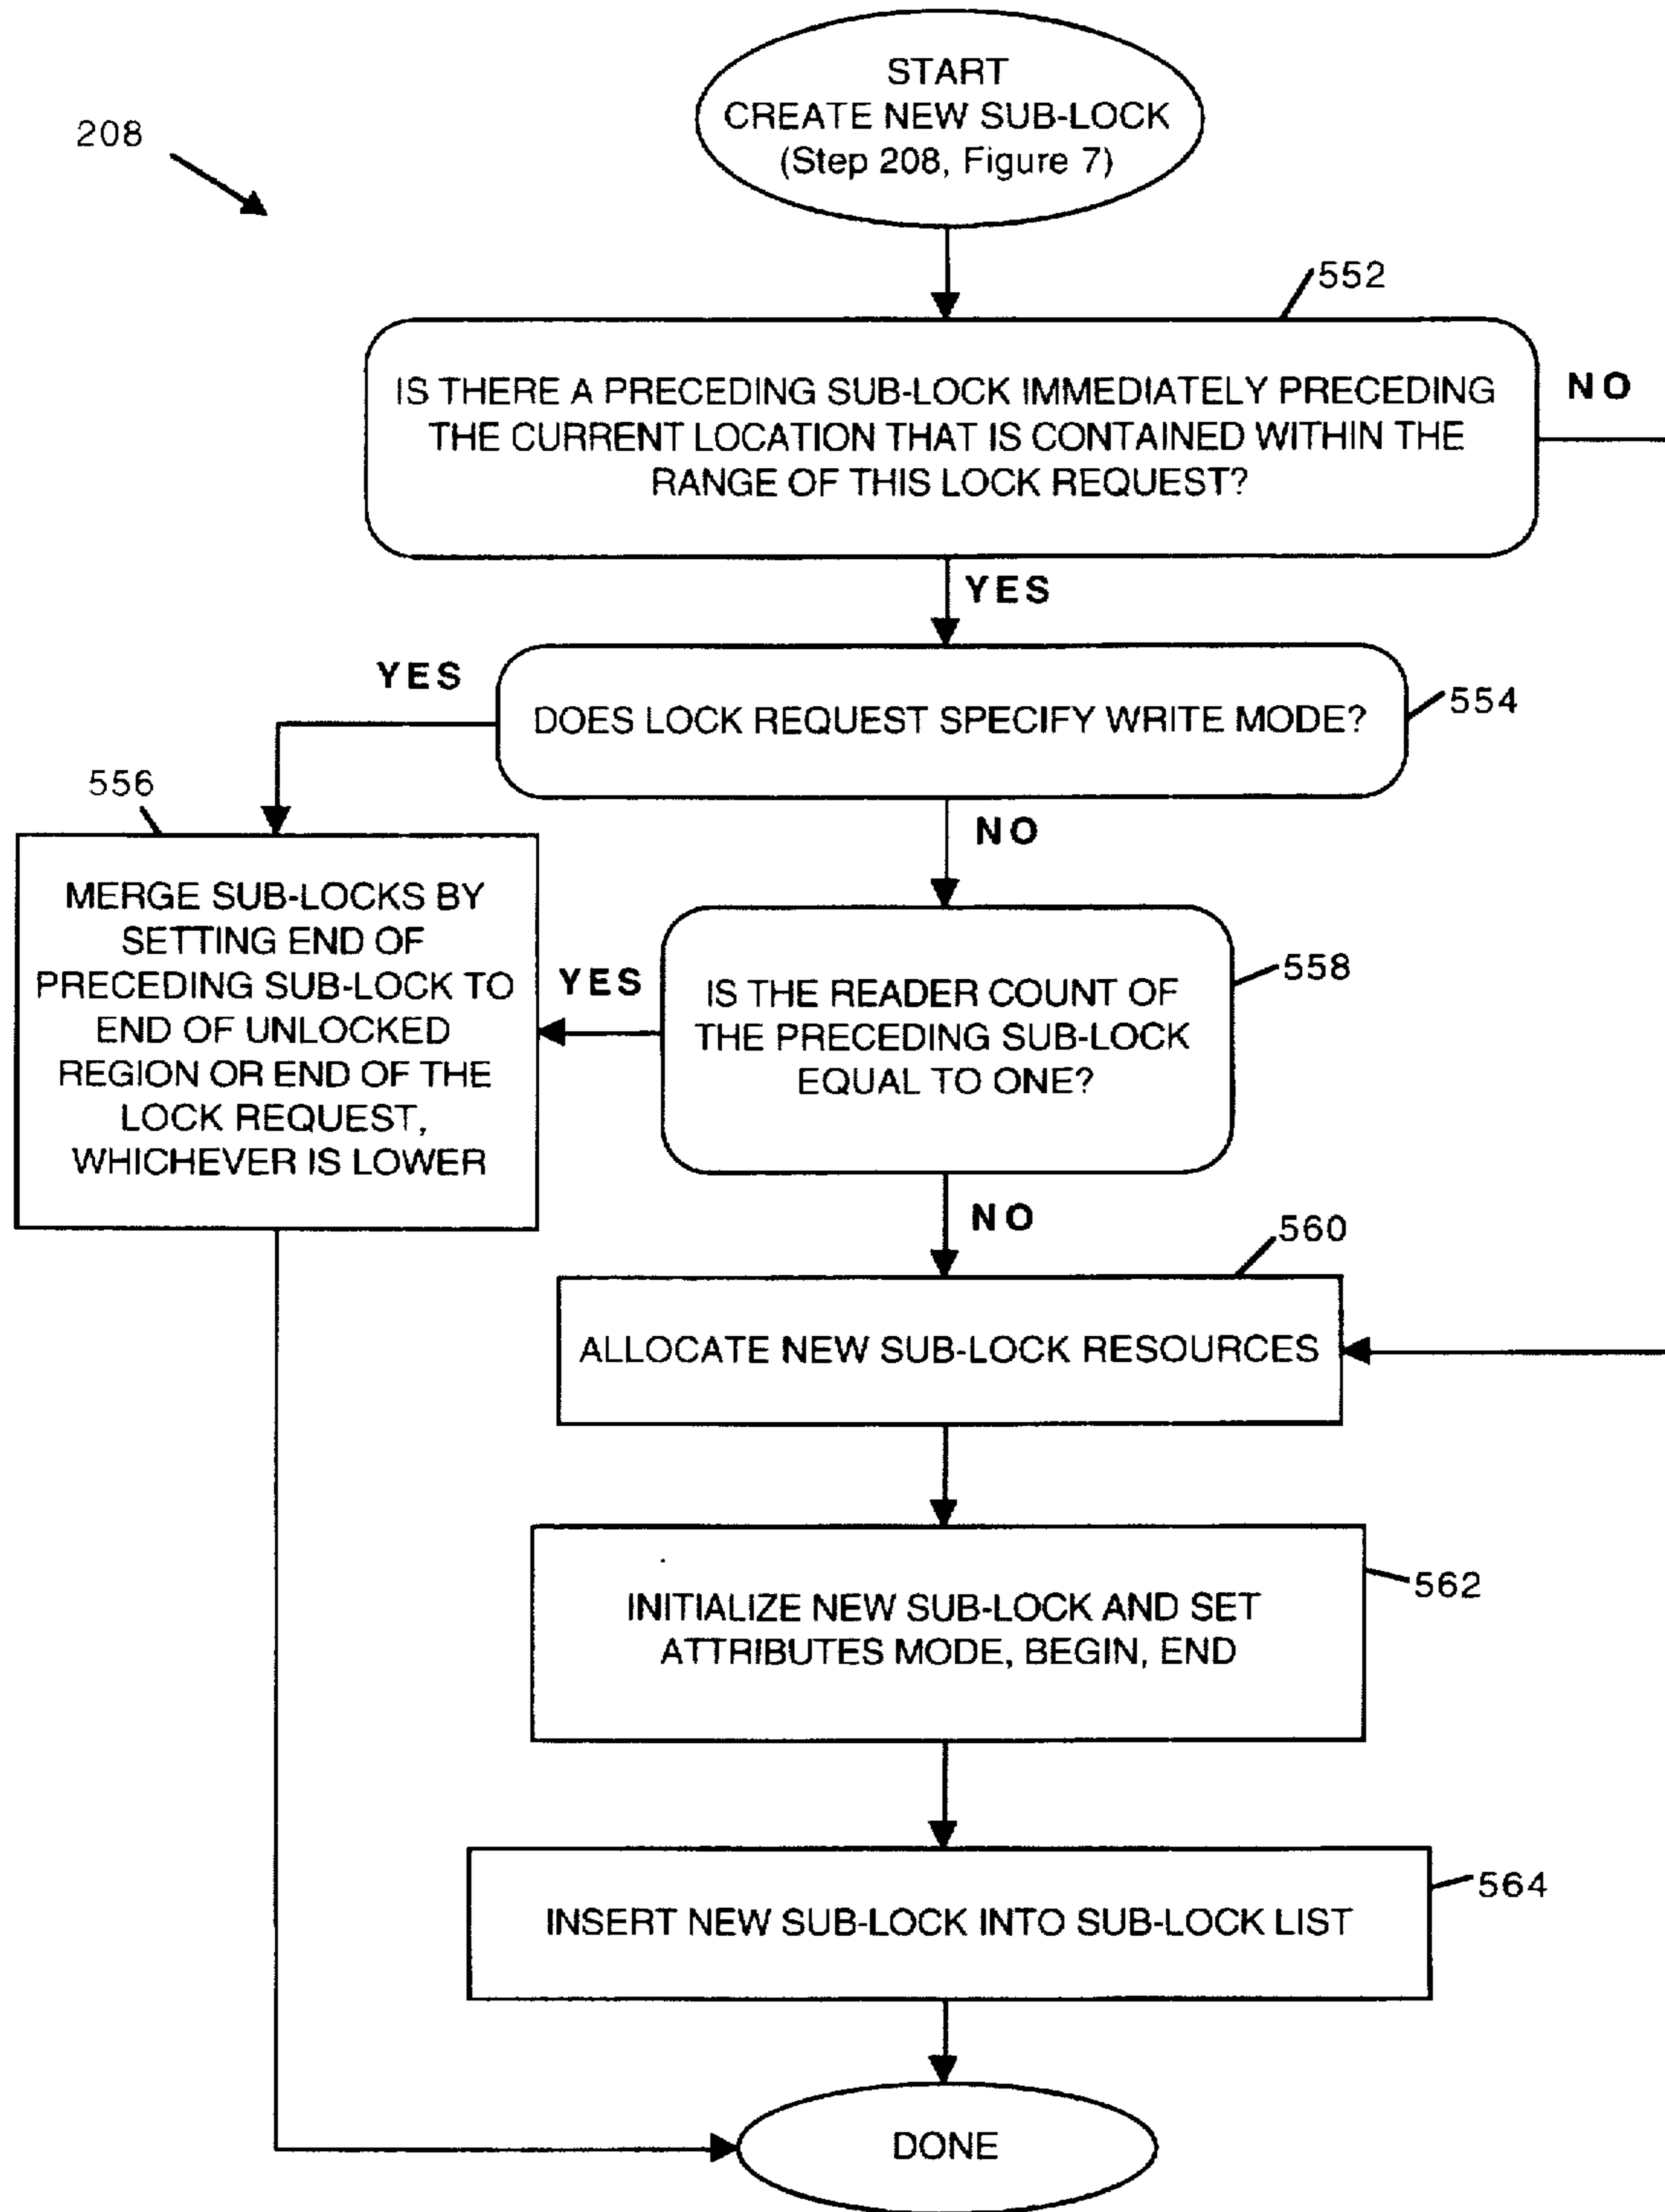 START
CREATE NEW SUB-LOCK
(Step 208, Figure 7)
208
552
IS THERE A PRECEDING SUB-LOCK IMMEDIATELY PRECEDING
THE CURRENT LOCATION THAT IS CONTAINED WITHIN THE
RANGE OF THIS LOCK REQUEST?
NO
YES
YES
DOES LOCK REQUEST SPECIFY WRITE MODE?
554
556
NO
MERGE SUB-LOCKS BY
SETTING END OF
PRECEDING SUB-LOCK TO
END OF UNLOCKED
REGION OR END OF THE
LOCK REQUEST,
WHICHEVER IS LOWER
YES
IS THE READER COUNT OF
THE PRECEDING SUB-LOCK
EQUAL TO ONE?
558
NO
560
ALLOCATE NEW SUB-LOCK RESOURCES
INITIALIZE NEW SUB-LOCK AND SET
ATTRIBUTES MODE, BEGIN, END
562
INSERT NEW SUB-LOCK INTO SUB-LOCK LIST
564
DONE